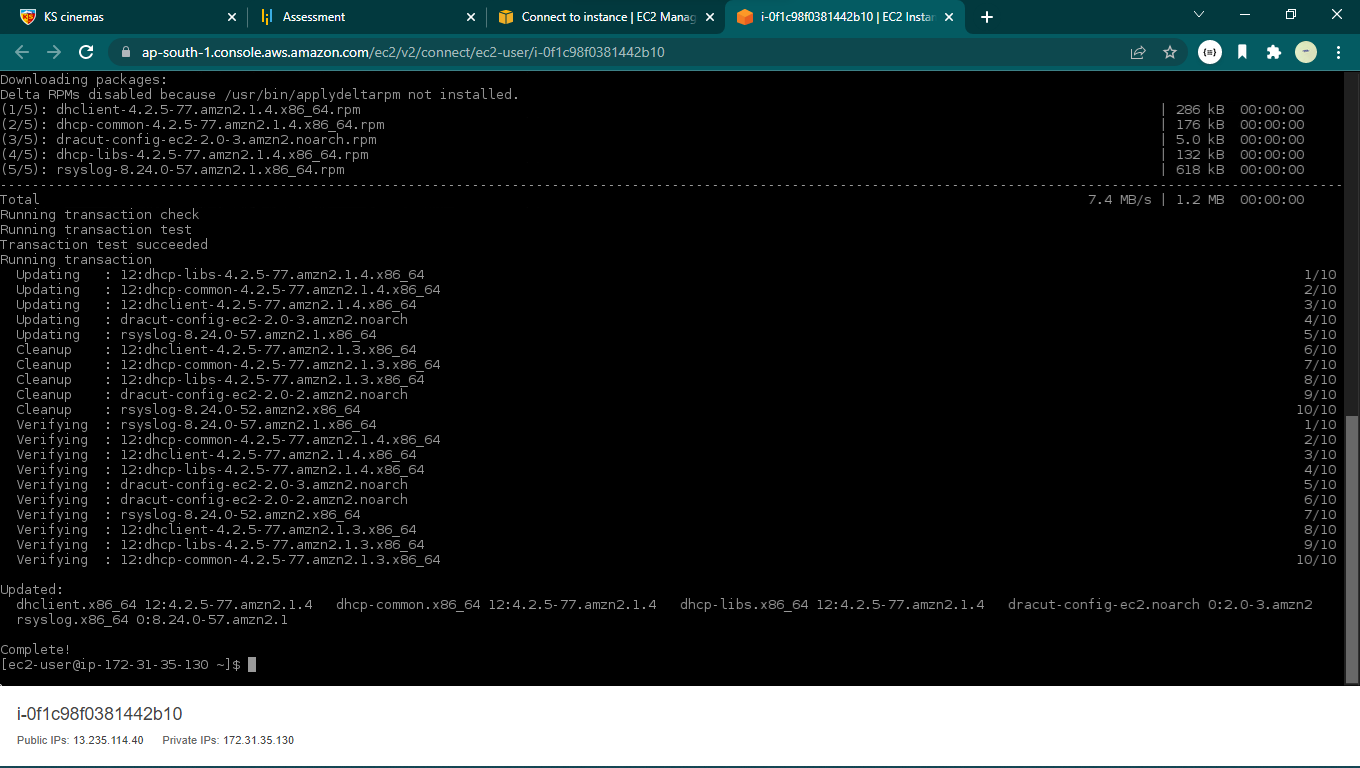 KS cinemas
Assessment
Connect to instance | EC2 Manag
i-0f1c98f0381442b10 | EC2 Instan
ap-south-1.console.aws.amazon.com/ec2/v2/connect/ec2-user/i-0f1c98f0381442b10
Downloading packages:
Delta RPMs disabled because /usr/bin/applydeltarpm not installed.
(1/5): dhclient-4.2.5-77.amzn2.1.4.x86_64.rpm | 286 kB 00:00:00
(2/5): dhcp-common-4.2.5-77.amzn2.1.4.x86_64.rpm | 176 kB 00:00:00
(3/5): dracut-config-ec2-2.0-3.amzn2.noarch.rpm | 5.0 kB 00:00:00
(4/5): dhcp-libs-4.2.5-77.amzn2.1.4.x86_64.rpm | 132 kB 00:00:00
(5/5): rsyslog-8.24.0-57.amzn2.1.x86_64.rpm | 618 kB 00:00:00
Total 7.4 MB/s | 1.2 MB 00:00:00
Running transaction check
Running transaction test
Transaction test succeeded
Running transaction
Updating : 12:dhcp-libs-4.2.5-77.amzn2.1.4.x86_64 1/10
Updating : 12:dhcp-common-4.2.5-77.amzn2.1.4.x86_64 2/10
Updating : 12:dhclient-4.2.5-77.amzn2.1.4.x86_64 3/10
Updating : dracut-config-ec2-2.0-3.amzn2.noarch 4/10
Updating : rsyslog-8.24.0-57.amzn2.1.x86_64 5/10
Cleanup : 12:dhclient-4.2.5-77.amzn2.1.3.x86_64 6/10
Cleanup : 12:dhcp-common-4.2.5-77.amzn2.1.3.x86_64 7/10
Cleanup : 12:dhcp-libs-4.2.5-77.amzn2.1.3.x86_64 8/10
Cleanup : dracut-config-ec2-2.0-2.amzn2.noarch 9/10
Cleanup : rsyslog-8.24.0-52.amzn2.x86_64 10/10
Verifying : rsyslog-8.24.0-57.amzn2.1.x86_64 1/10
Verifying : 12:dhcp-common-4.2.5-77.amzn2.1.4.x86_64 2/10
Verifying : 12:dhclient-4.2.5-77.amzn2.1.4.x86_64 3/10
Verifying : 12:dhcp-libs-4.2.5-77.amzn2.1.4.x86_64 4/10
Verifying : dracut-config-ec2-2.0-3.amzn2.noarch 5/10
Verifying : dracut-config-ec2-2.0-2.amzn2.noarch 6/10
Verifying : rsyslog-8.24.0-52.amzn2.x86_64 7/10
Verifying : 12:dhclient-4.2.5-77.amzn2.1.3.x86_64 8/10
Verifying : 12:dhcp-libs-4.2.5-77.amzn2.1.3.x86_64 9/10
Verifying : 12:dhcp-common-4.2.5-77.amzn2.1.3.x86_64 10/10
Updated:
dhclient.x86_64 12:4.2.5-77.amzn2.1.4 dhcp-common.x86_64 12:4.2.5-77.amzn2.1.4 dhcp-libs.x86_64 12:4.2.5-77.amzn2.1.4 dracut-config-ec2.noarch 0:2.0-3.amzn2
rsyslog.x86_64 0:8.24.0-57.amzn2.1
Complete!
[ec2-user@ip-172-31-35-130 ~]$
i-0f1c98f0381442b10
Public IPs: 13.235.114.40 Private IPs: 172.31.35.130